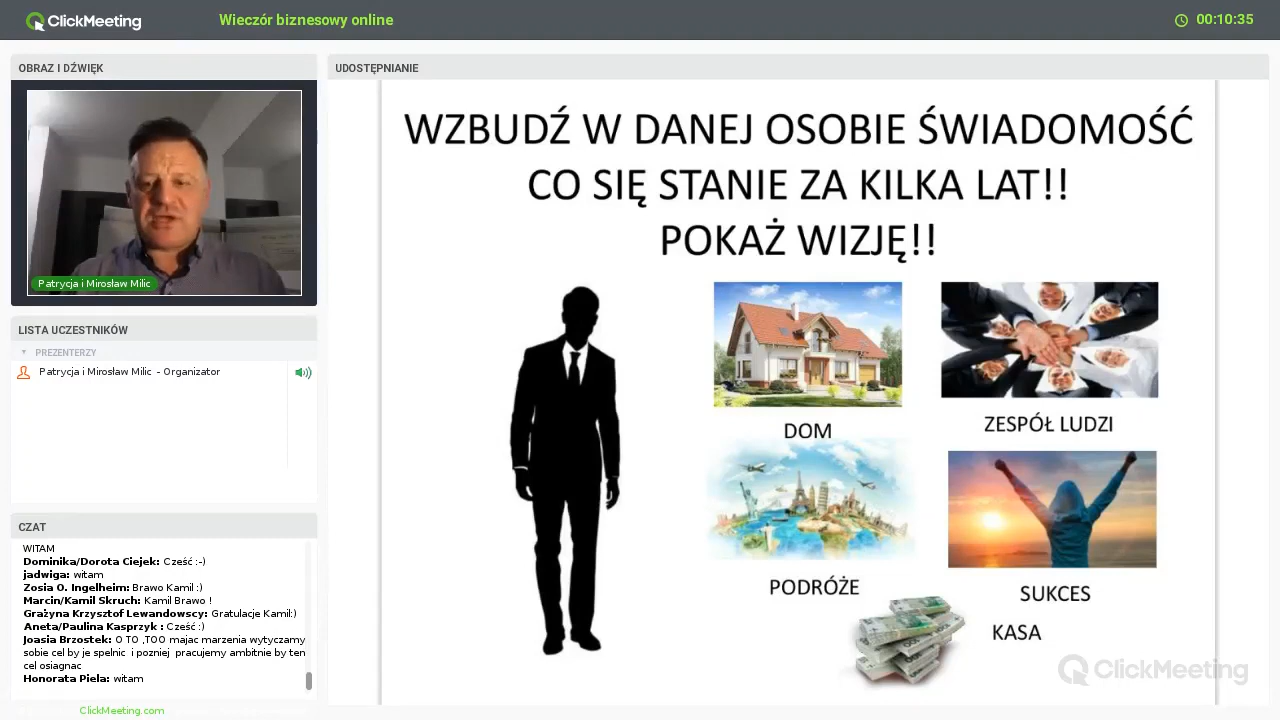 ClickMeeting
Wieczór biznesowy online
00:10:35
OBRAZ I DŹWIĘK
Patrycja i Mirosław Milic
LISTA UCZESTNIKÓW
PREZENTERZY
Patrycja i Mirosław Milic - Organizator
CZAT
WITAM
Dominika/Dorota Ciejek: Cześć :-)
jadwiga: witam
Zosia O. Ingelheim: Brawo Kamil :)
Marcin/Kamil Skruch: Kamil Brawo !
Grażyna Krzysztof Lewandowscy: Gratulacje Kamil:)
Aneta/Paulina Kasprzyk : Cześć :)
Joasia Brzostek: O TO ,TOO majac marzenia wytyczamy
sobie cel by je spelnic i pozniej pracujemy ambitnie by ten
cel osiagnac
Honorata Piela: witam
ClickMeeting.com
UDOSTĘPNIANIE
WZBUDŹ W DANEJ OSOBIE ŚWIADOMOŚĆ
CO SIĘ STANIE ZA KILKA LAT!!
POKAŻ WIZJĘ!!
DOM
ZESPÓŁ LUDZI
PODRÓŻE
SUKCES
KASA
ClickMeeting